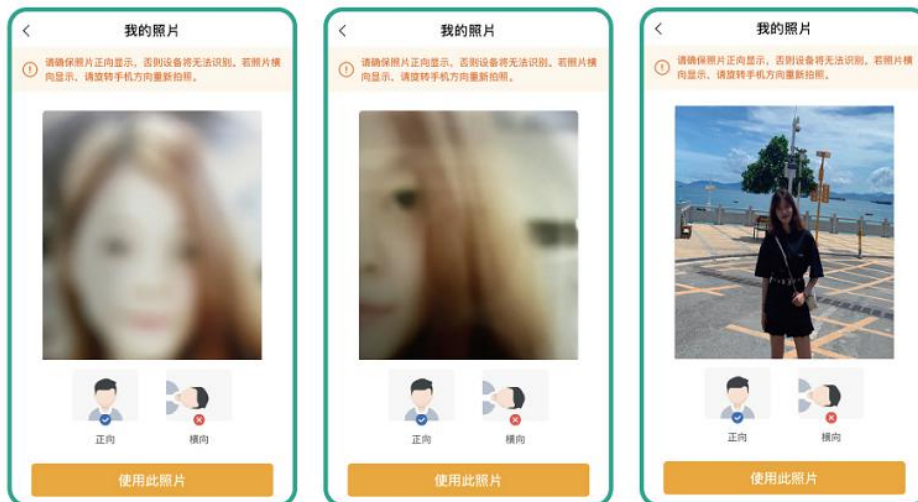 我的照片
请确保照片正向显示，否则设备将无法识别。若照片横
向显示、请旋转手机方向重新拍照。
正向
横向
使用此照片
我的照片
请确保照片正向显示，否则设备将无法识别。若照片横
向显示、请旋转手机方向重新拍照。
正向
横向
使用此照片
我的照片
请确保照片正向显示，否则设备将无法识别。若照片横
向显示、请旋转手机方向重新拍照。
正向
横向
使用此照片